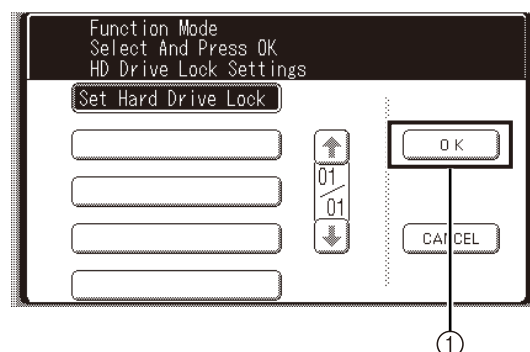 Function Mode
Select And Press OK
HD Drive Lock Settings
Set Hard Drive Lock
01
01
OK
CANCEL
1